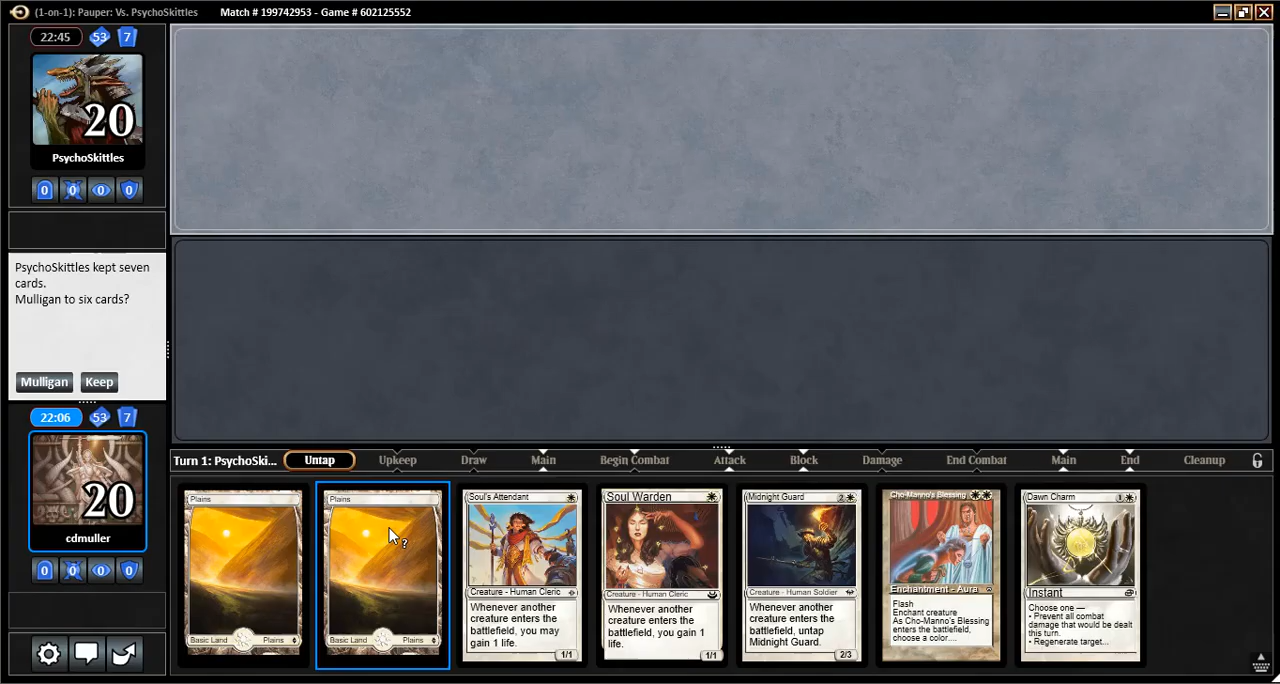 (1-on-1): Pauper: Vs. PsychoSkittles
Match # 199742953 - Game # 602125552
22:45 53 7
20
PsychoSkittles
0 0 0 0
PsychoSkittles kept seven
cards.
Mulligan to six cards?
Mulligan Keep
22:06 53 7
20
cdmuller
0 0 0 0
Turn 1: PsychoSki... Untap Upkeep Draw Main Begin Combat Attack Block Damage End Combat Main End Cleanup
Plains
Basic Land Plains
Plains
Basic Land Plains
Soul's Attendant
Creature - Human Cleric
Whenever another
creature enters the
battlefield, you may
gain 1 life.
1/1
Soul Warden
Creature - Human Cleric
Whenever another
creature enters the
battlefield, you gain 1
life.
1/1
Midnight Guard 2
Creature - Human Soldier
Whenever another
creature enters the
battlefield, untap
Midnight Guard.
2/3
Cho-Manno's Blessing
Enchantment - Aura
Flash
Enchant creature
As Cho-Manno's Blessing
enters the battlefield,
choose a color....
Dawn Charm 1
Instant
Choose one —
• Prevent all combat
damage that would be dealt
this turn.
• Regenerate target...